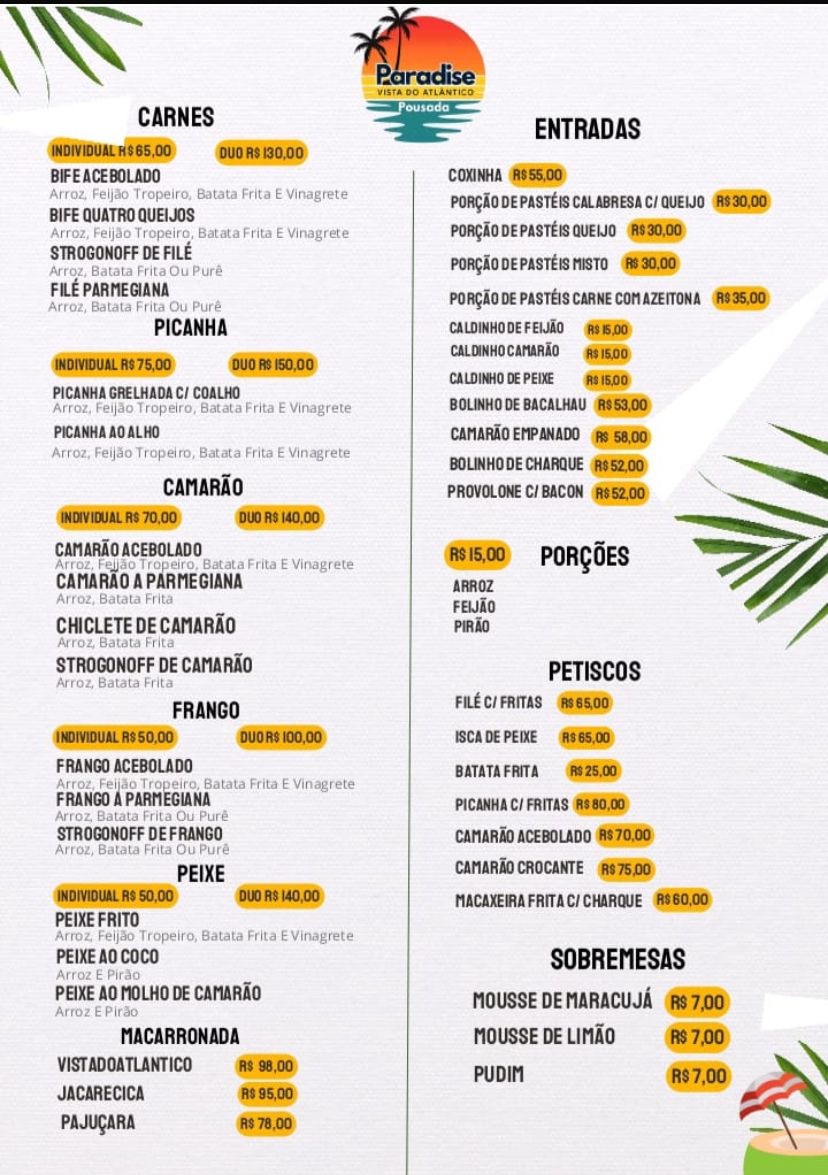 Paradise
VISTA DO ATLÂNTICO
Pousada
CARNES
INDIVIDUAL R$ 65,00 DUO R$ 130,00
BIFE ACEBOLADO
Arroz, Feijão Tropeiro, Batata Frita E Vinagrete
BIFE QUATRO QUEIJOS
Arroz, Feijão Tropeiro, Batata Frita E Vinagrete
STROGONOFF DE FILÉ
Arroz, Batata Frita Ou Purê
FILÉ PARMEGIANA
Arroz, Batata Frita Ou Purê
PICANHA
INDIVIDUAL R$ 75,00 DUO R$ 150,00
PICANHA GRELHADA C/ COALHO
Arroz, Feijão Tropeiro, Batata Frita E Vinagrete
PICANHA AO ALHO
Arroz, Feijão Tropeiro, Batata Frita E Vinagrete
CAMARÃO
INDIVIDUAL R$ 70,00 DUO R$ 140,00
CAMARÃO ACEBOLADO
Arroz, Feijão Tropeiro, Batata Frita E Vinagrete
CAMARÃO A PARMEGIANA
Arroz, Batata Frita
CHICLETE DE CAMARÃO
Arroz, Batata Frita
STROGONOFF DE CAMARÃO
Arroz, Batata Frita
FRANGO
INDIVIDUAL R$ 50,00 DUO R$ 100,00
FRANGO ACEBOLADO
Arroz, Feijão Tropeiro, Batata Frita E Vinagrete
FRANGO À PARMEGIANA
Arroz, Batata Frita Ou Purê
STROGONOFF DE FRANGO
Arroz, Batata Frita Ou Purê
PEIXE
INDIVIDUAL R$ 50,00 DUO R$ 140,00
PEIXE FRITO
Arroz, Feijão Tropeiro, Batata Frita E Vinagrete
PEIXE AO COCO
Arroz E Pirão
PEIXE AO MOLHO DE CAMARÃO
Arroz E Pirão
MACARRONADA
VISTADOATLANTICO R$ 98,00
JACARECICA R$ 95,00
PAJUÇARA R$ 78,00
ENTRADAS
COXINHA R$ 55,00
PORÇÃO DE PASTÉIS CALABRESA C/ QUEIJO R$ 30,00
PORÇÃO DE PASTÉIS QUEIJO R$ 30,00
PORÇÃO DE PASTÉIS MISTO R$ 30,00
PORÇÃO DE PASTÉIS CARNE COM AZEITONA R$ 35,00
CALDINHO DE FEIJÃO R$ 15,00
CALDINHO CAMARÃO R$ 15,00
CALDINHO DE PEIXE R$ 15,00
BOLINHO DE BACALHAU R$ 53,00
CAMARÃO EMPANADO R$ 58,00
BOLINHO DE CHARQUE R$ 52,00
PROVOLONE C/ BACON R$ 52,00
R$ 15,00 PORÇÕES
ARROZ
FEIJÃO
PIRÃO
PETISCOS
FILÉ C/ FRITAS R$ 65,00
ISCA DE PEIXE R$ 65,00
BATATA FRITA R$ 25,00
PICANHA C/ FRITAS R$ 80,00
CAMARÃO ACEBOLADO R$ 70,00
CAMARÃO CROCANTE R$ 75,00
MACAXEIRA FRITA C/ CHARQUE R$ 60,00
SOBREMESAS
MOUSSE DE MARACUJÁ R$ 7,00
MOUSSE DE LIMÃO R$ 7,00
PUDIM R$ 7,00